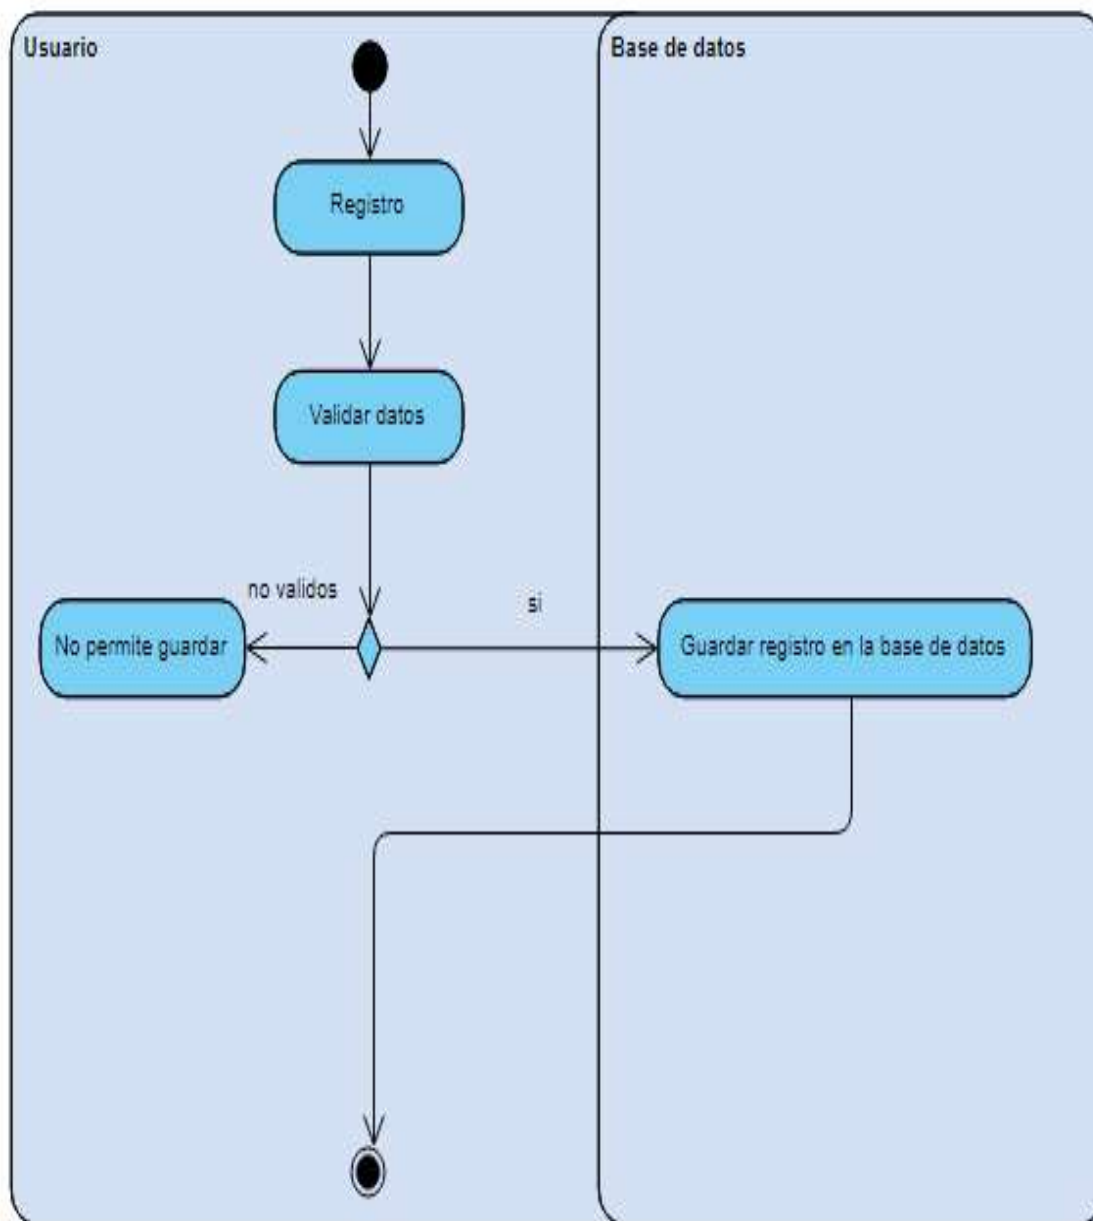 Usuario
Base de datos
Registro
Validar datos
no validos
si
No permite guardar
Guardar registro en la base de datos